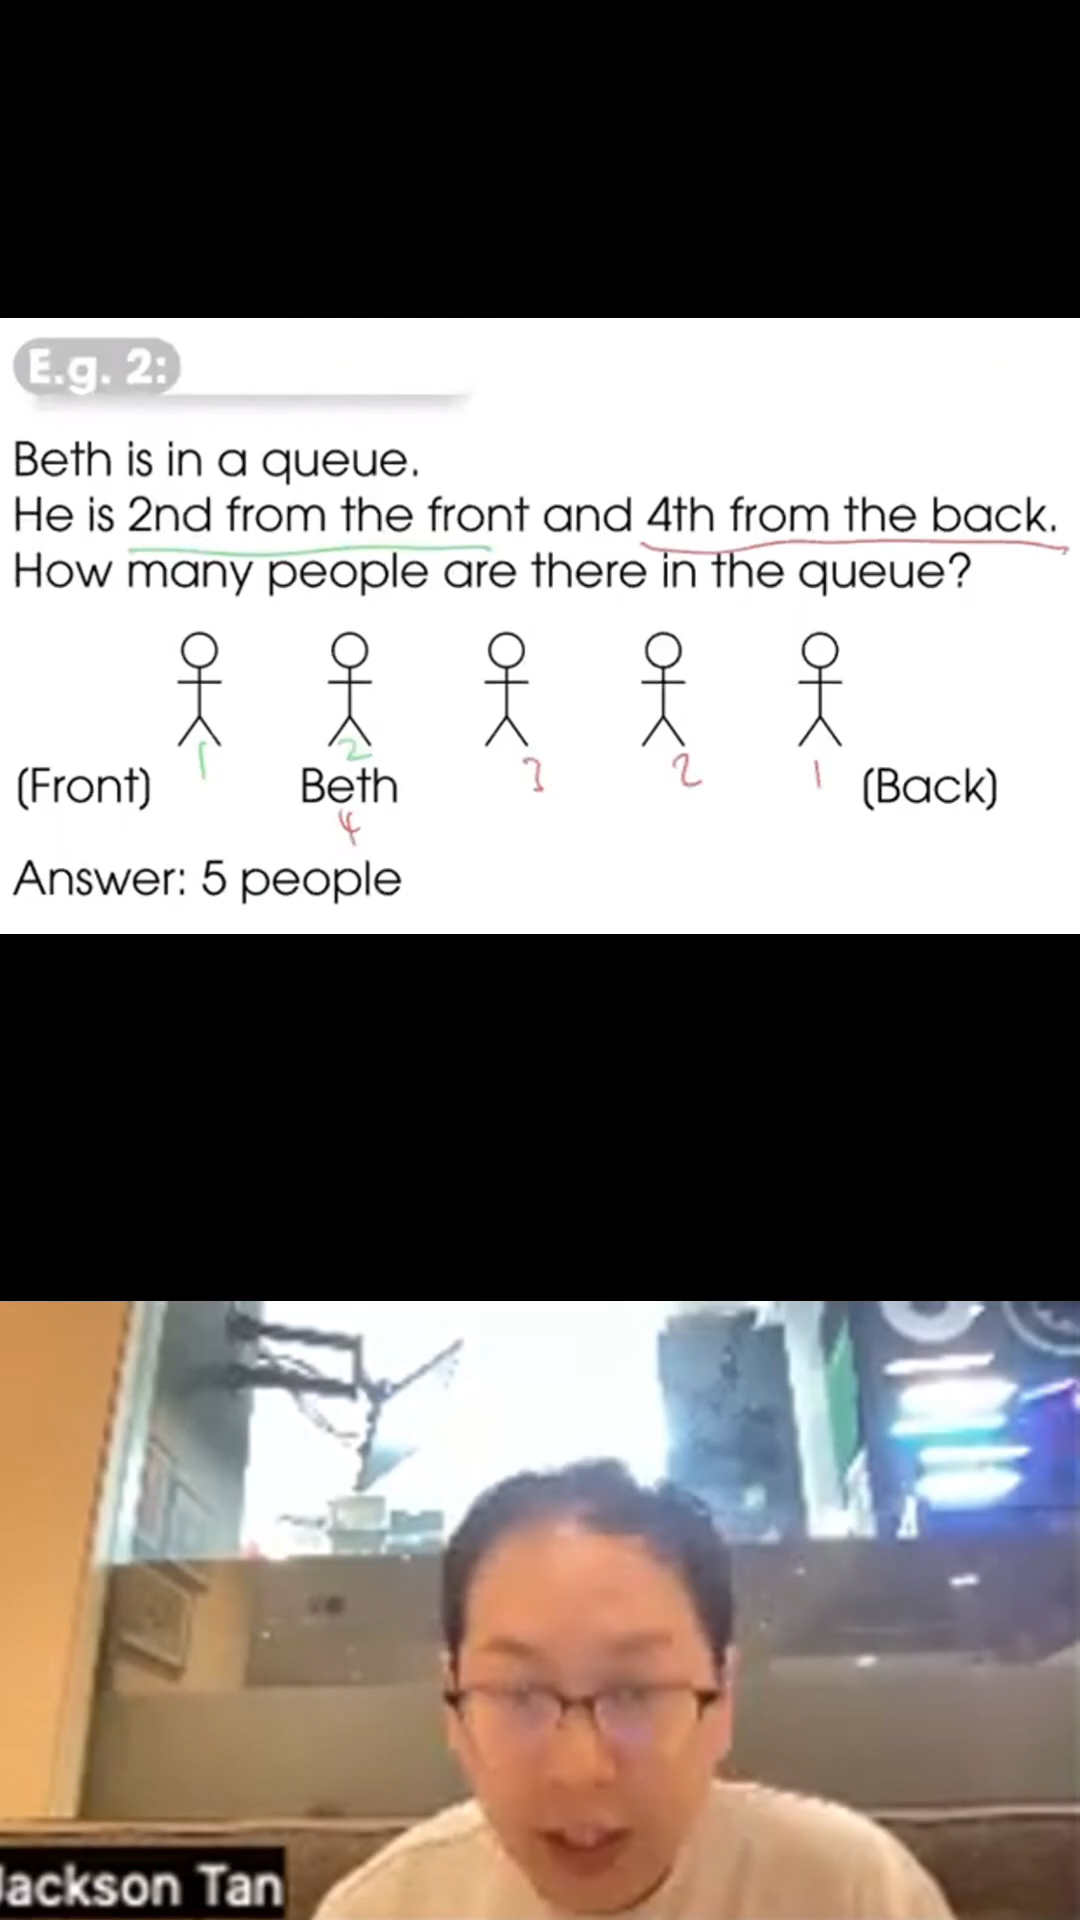 E.g. 2:
Beth is in a queue.
He is 2nd from the front and 4th from the back.
How many people are there in the queue?
1 2 3 2 1
(Front) Beth (Back)
4
Answer: 5 people
Jackson Tan